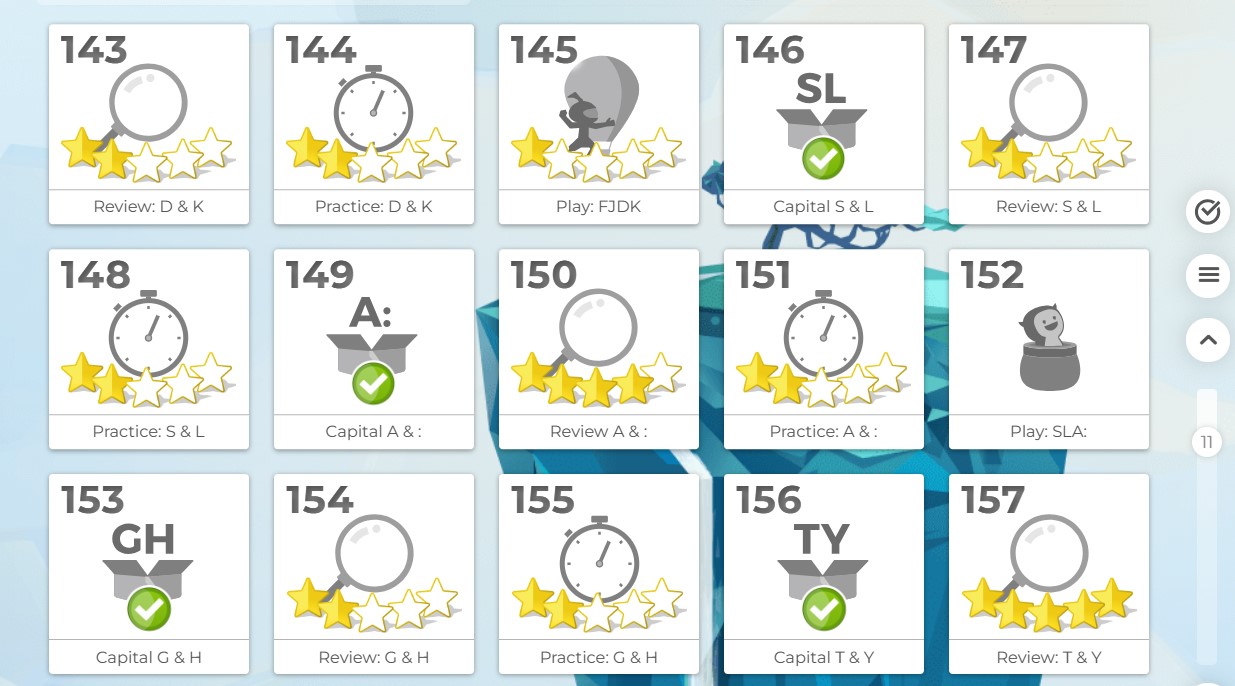 143
Review: D & K
144
Practice: D & K
145
Play: FJDK
146
SL
Capital S & L
147
Review: S & L
148
Practice: S & L
149
A:
Capital A & :
150
Review A & :
151
Practice: A & :
152
Play: SLA:
11
153
GH
Capital G & H
154
Review: G & H
155
Practice: G & H
156
TY
Capital T & Y
157
Review: T & Y